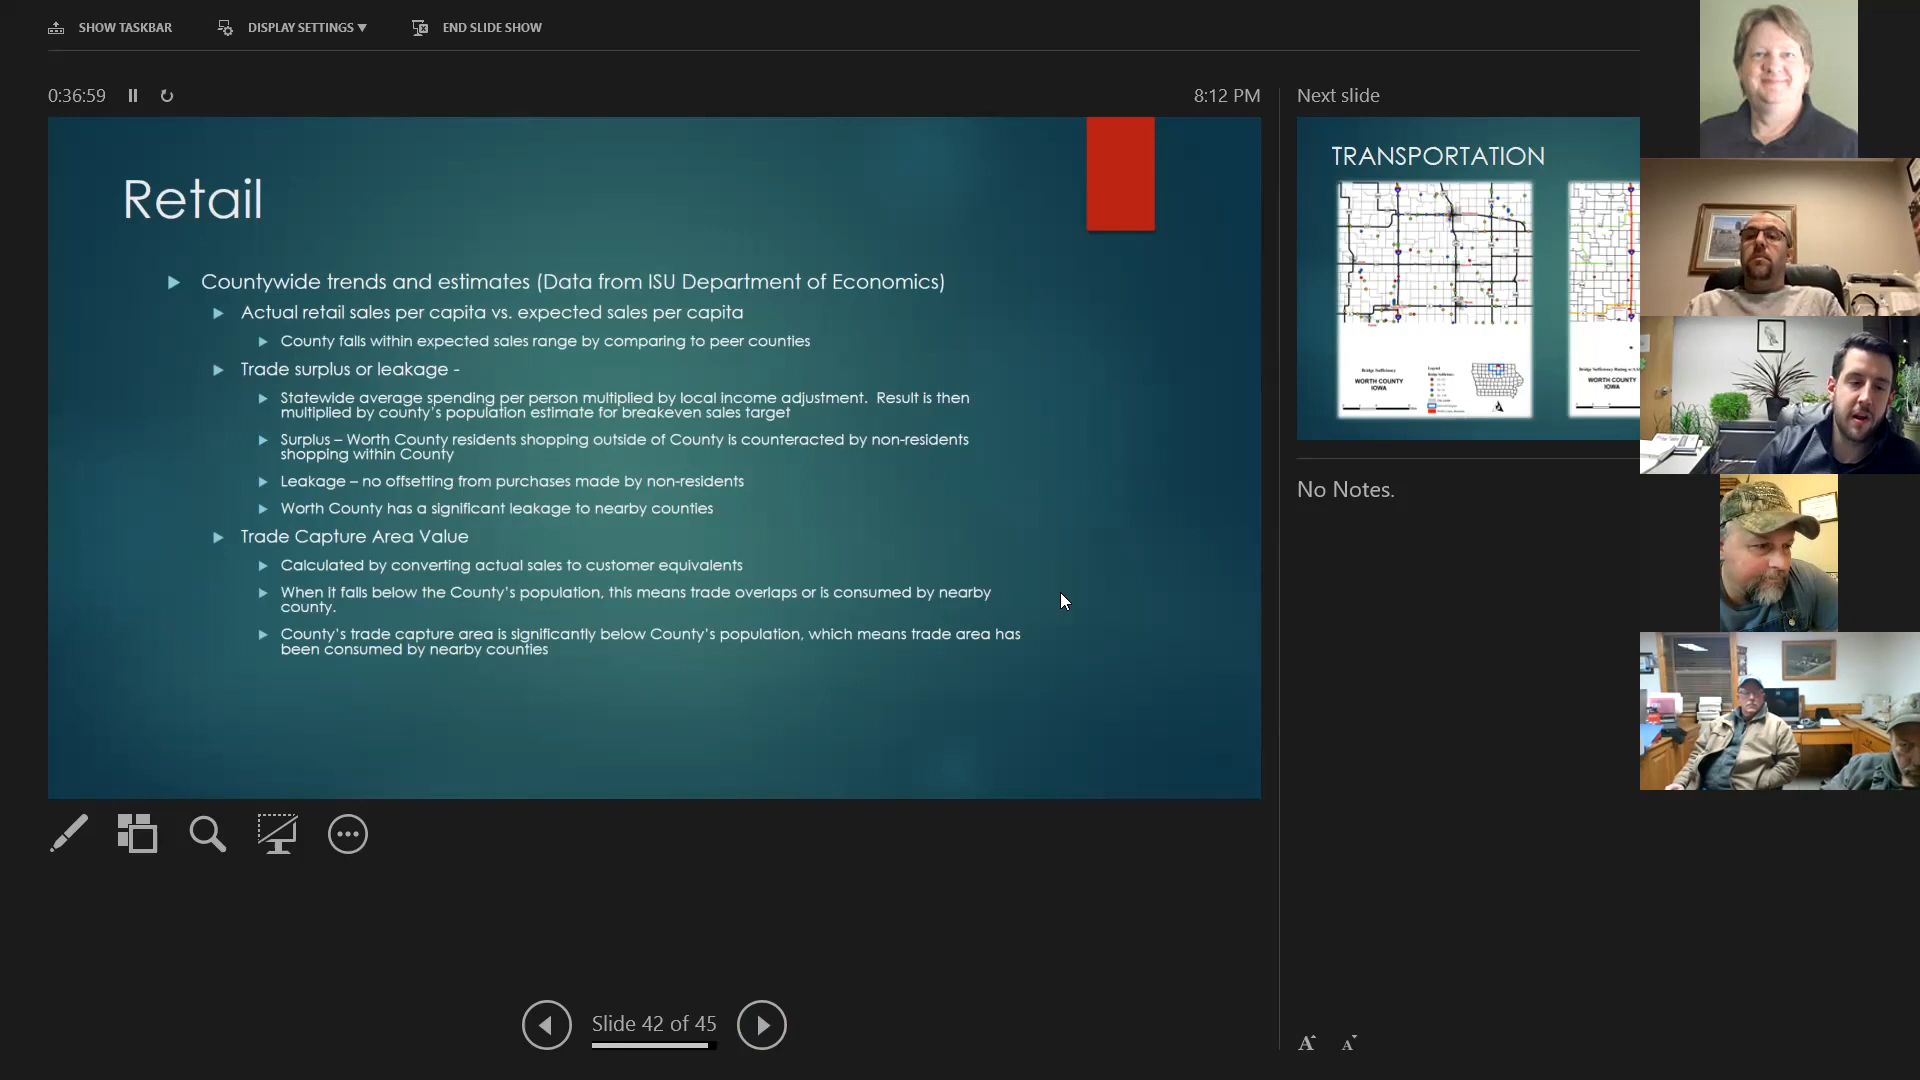 SHOW TASKBAR
DISPLAY SETTINGS
END SLIDE SHOW
0:36:59
8:12 PM
Next slide
Retail
Countywide trends and estimates (Data from ISU Department of Economics)
Actual retail sales per capita vs. expected sales per capita
County falls within expected sales range by comparing to peer counties
Trade surplus or leakage -
Statewide average spending per person multiplied by local income adjustment. Result is then
multiplied by county's population estimate for breakeven sales target
Surplus – Worth County residents shopping outside of County is counteracted by non-residents
shopping within County
Leakage – no offsetting from purchases made by non-residents
Worth County has a significant leakage to nearby counties
Trade Capture Area Value
Calculated by converting actual sales to customer equivalents
When it falls below the County's population, this means trade overlaps or is consumed by nearby
county.
County's trade capture area is significantly below County's population, which means trade area has
been consumed by nearby counties
TRANSPORTATION
Bridge Sufficiency
WORTH COUNTY
IOWA
Legend
WORTH COUNTY
IOWA
No Notes.
Slide 42 of 45
A A